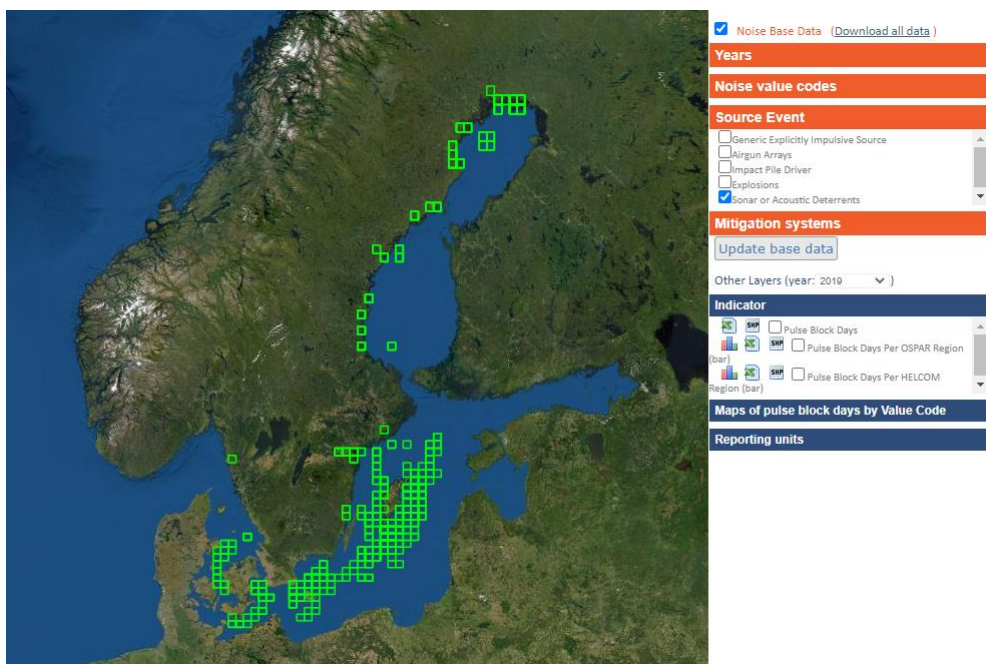 Noise Base Data (Download all data )
Years
Noise value codes
Source Event
Generic Explicitly Impulsive Source
Airgun Arrays
Impact Pile Driver
Explosions
Sonar or Acoustic Deterrents
Mitigation systems
Update base data
Other Layers (year: 2019 )
Indicator
SHP Pulse Block Days
SHP Pulse Block Days Per OSPAR Region
(bar)
SHP Pulse Block Days Per HELCOM
Region (bar)
Maps of pulse block days by Value Code
Reporting units